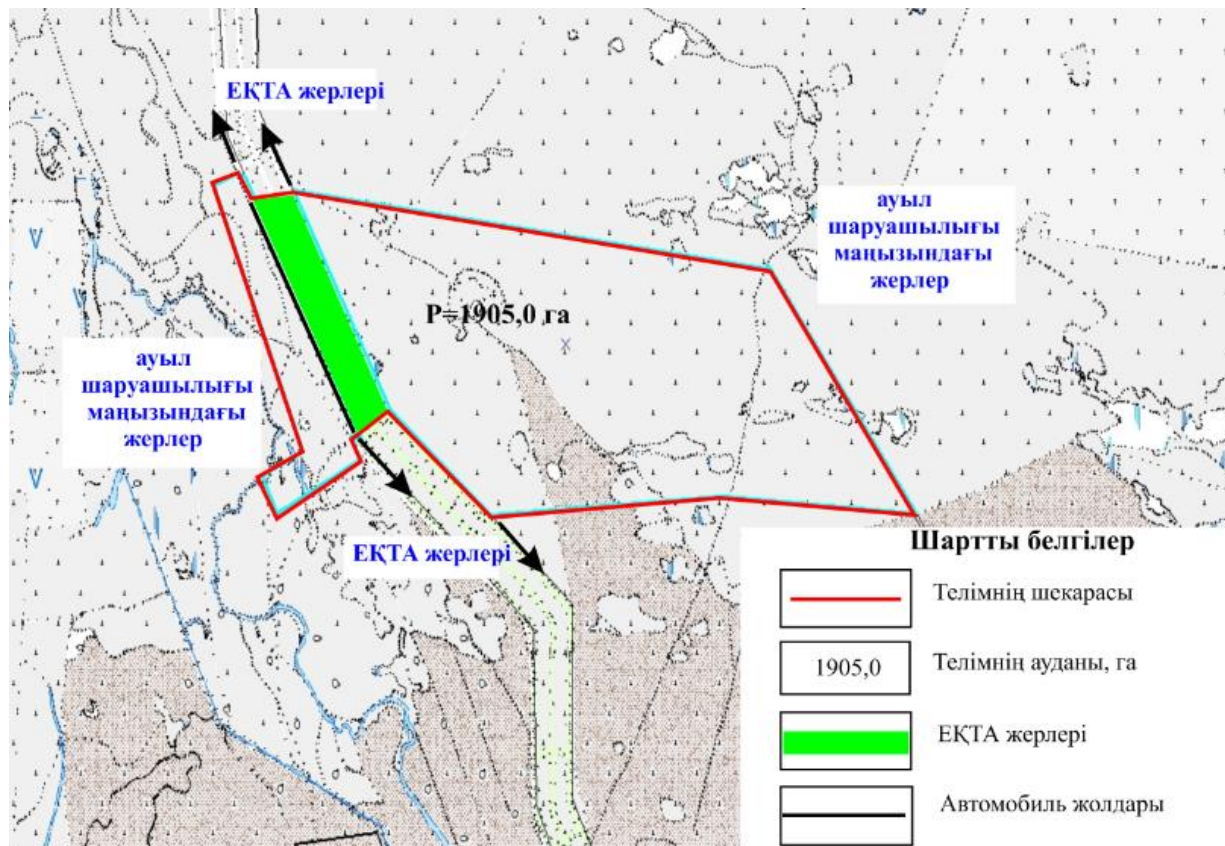 ЕҚТА жерлері
ауыл
шаруашылығы
маңызындағы
жерлер
Р=1905,0 га
ауыл
шаруашылығы
маңызындағы
жерлер
ЕҚТА жерлері
Шартты белгілер
Телімнің шекарасы
1905,0 Телімнің ауданы, га
ЕҚТА жерлері
Автомобиль жолдары